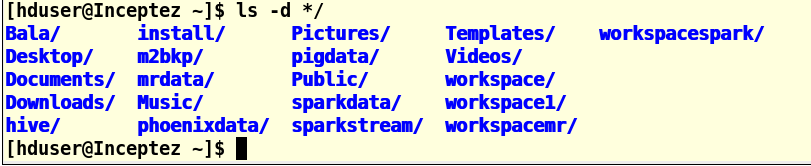 [hduser@Inceptez ~]$ ls -d */
Bala/ install/ Pictures/ Templates/ workspacespark/
Desktop/ m2bkp/ pigdata/ Videos/
Documents/ mrdata/ Public/ workspace/
Downloads/ Music/ sparkdata/ workspace1/
hive/ phoenixdata/ sparkstream/ workspacemr/
[hduser@Inceptez ~]$